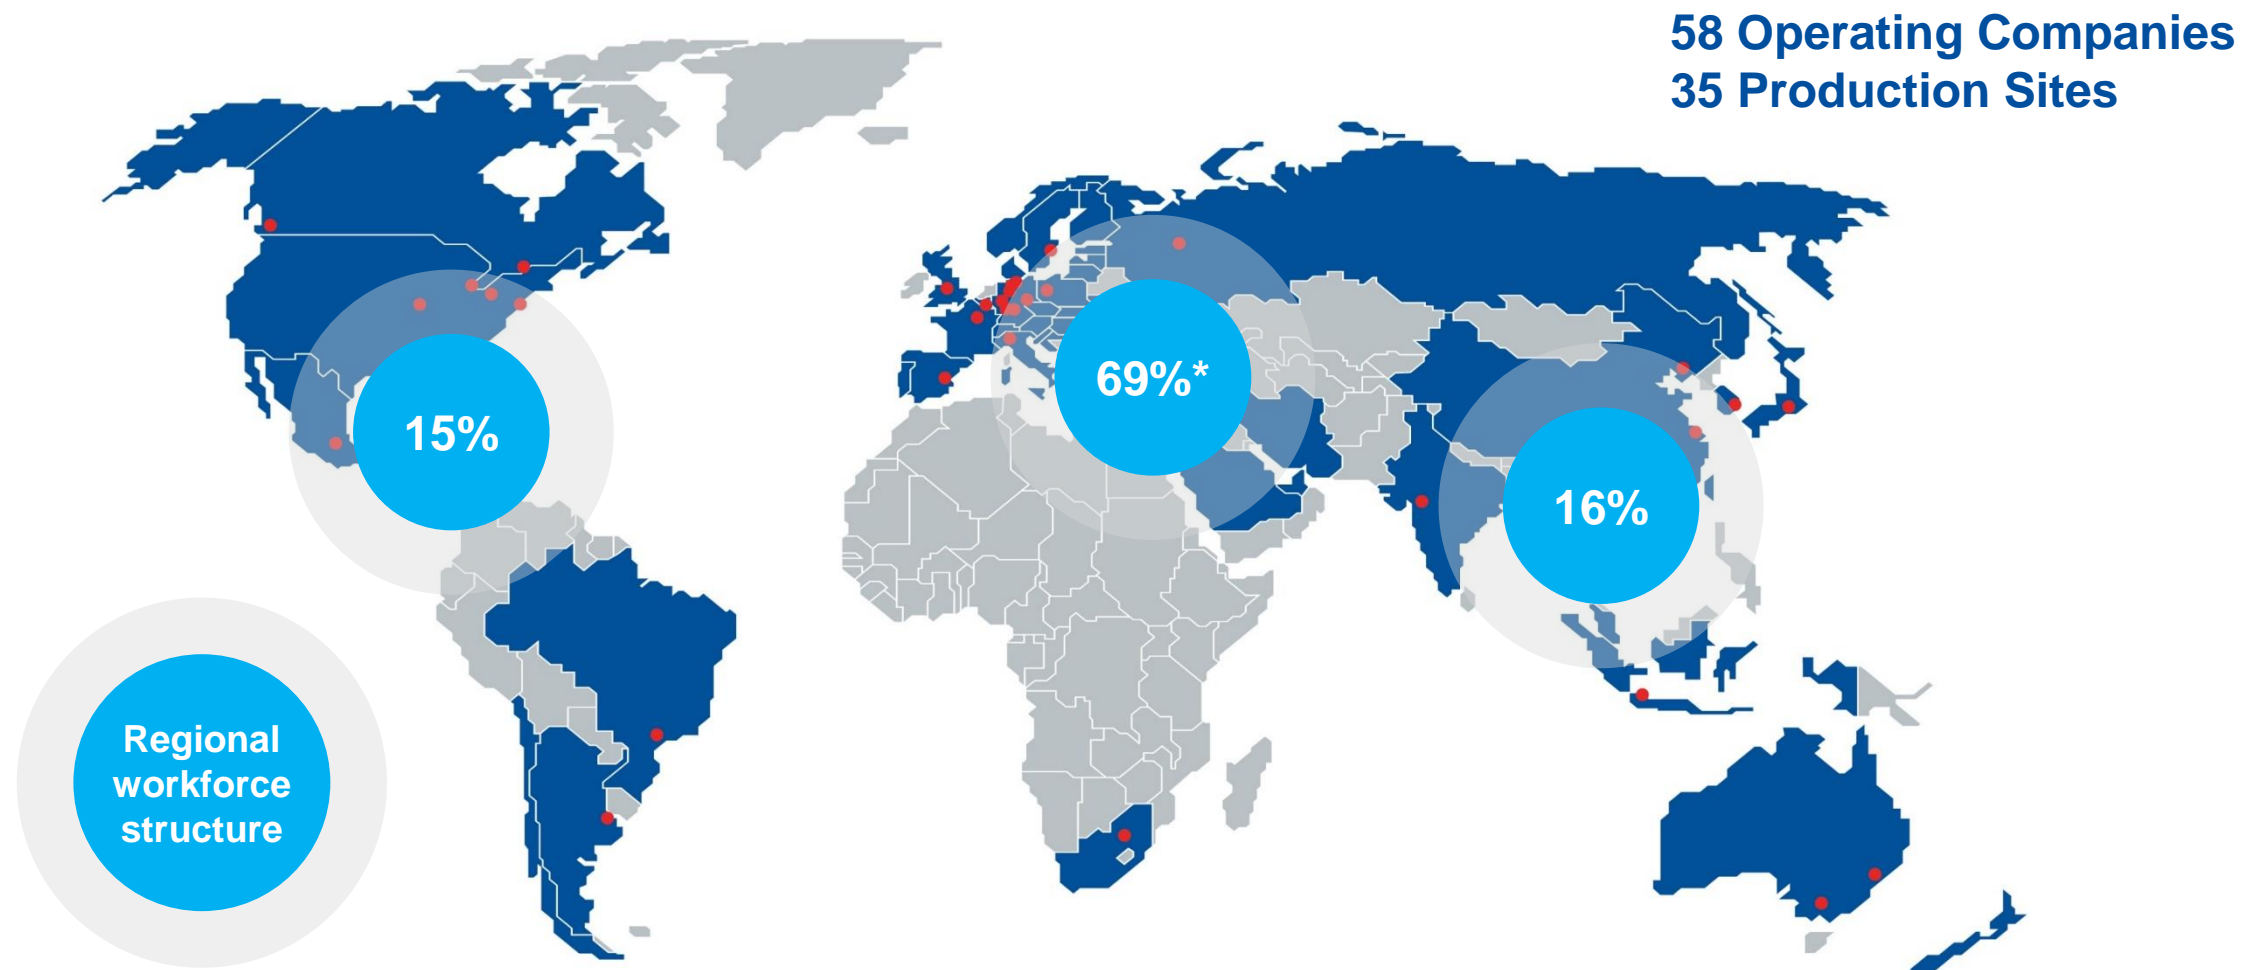 58 Operating Companies
35 Production Sites
15%
69%*
16%
Regional
workforce
structure